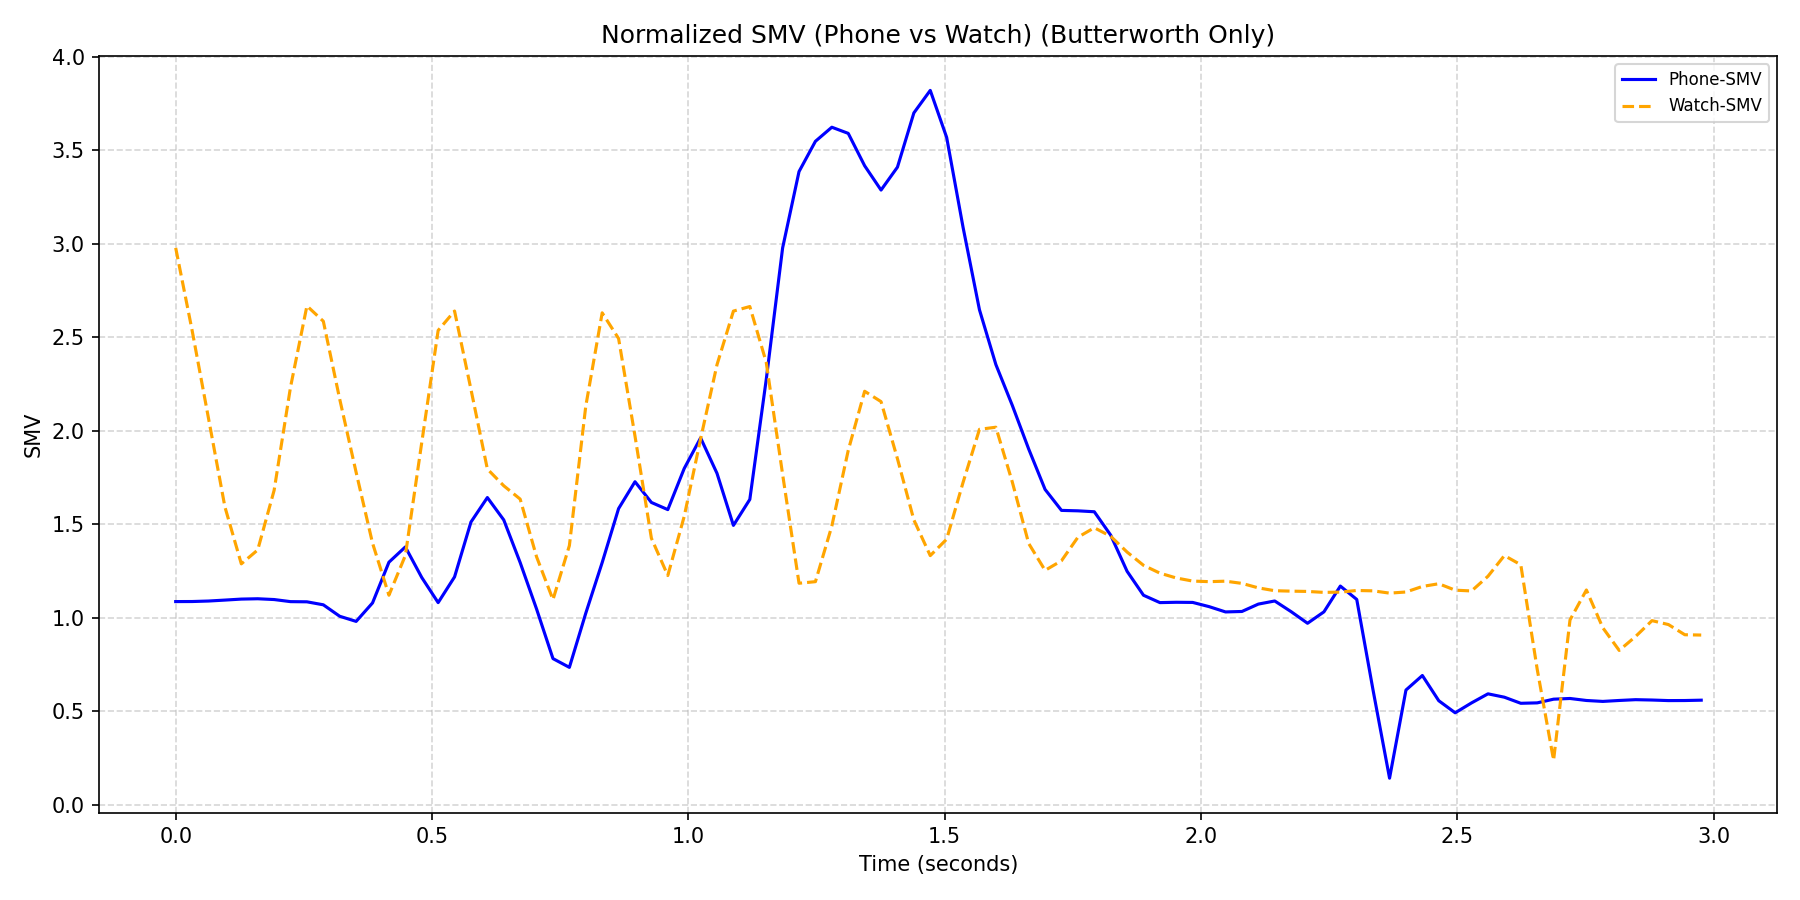 Normalized SMV (Phone vs Watch) (Butterworth Only)
Phone-SMV
Watch-SMV
4.0
3.5
3.0
2.5
2.0
1.5
1.0
0.5
0.0
SMV
0.0 0.5 1.0 1.5 2.0 2.5 3.0
Time (seconds)